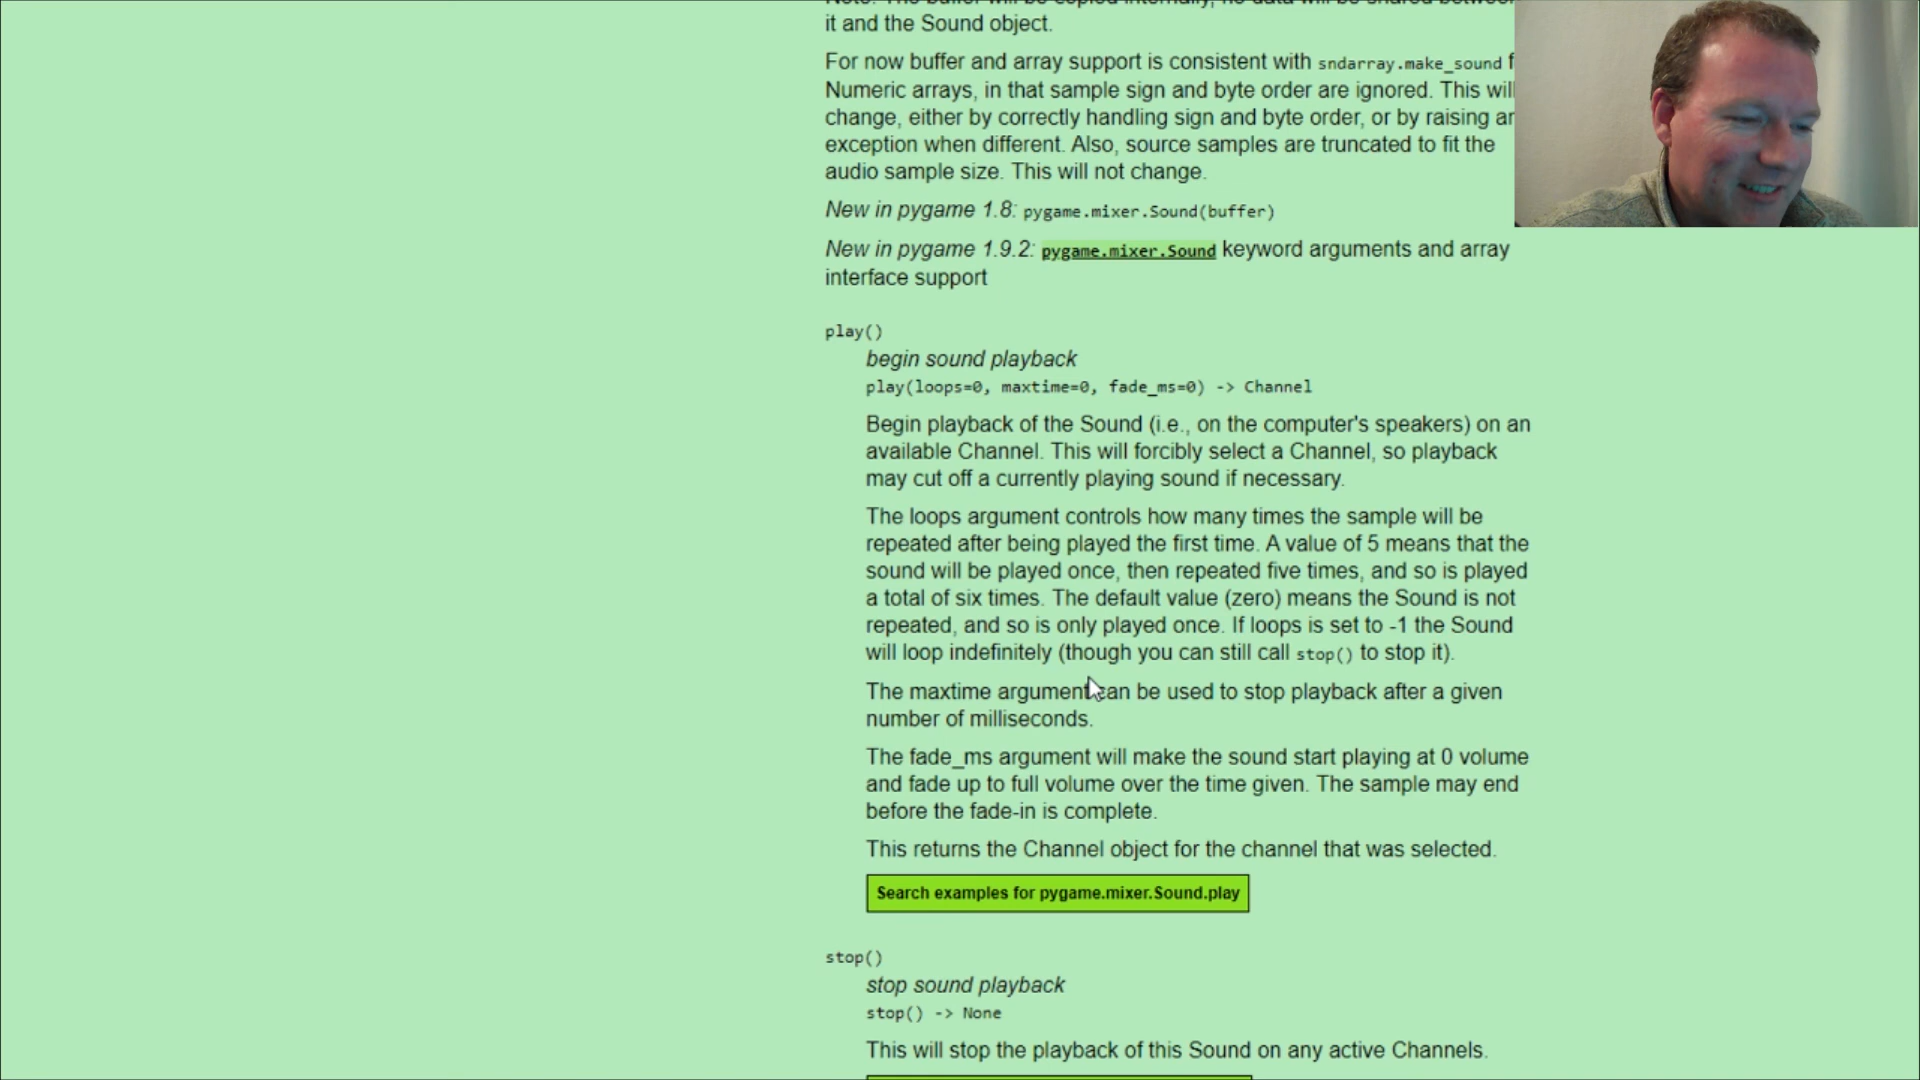 it and the Sound object.
For now buffer and array support is consistent with sndarray.make_sound f
Numeric arrays, in that sample sign and byte order are ignored. This will
change, either by correctly handling sign and byte order, or by raising an
exception when different. Also, source samples are truncated to fit the
audio sample size. This will not change.
New in pygame 1.8: pygame.mixer.Sound(buffer)
New in pygame 1.9.2: pygame.mixer.Sound keyword arguments and array
interface support
play()
begin sound playback
play(loops=0, maxtime=0, fade_ms=0) -> Channel
Begin playback of the Sound (i.e., on the computer's speakers) on an
available Channel. This will forcibly select a Channel, so playback
may cut off a currently playing sound if necessary.
The loops argument controls how many times the sample will be
repeated after being played the first time. A value of 5 means that the
sound will be played once, then repeated five times, and so is played
a total of six times. The default value (zero) means the Sound is not
repeated, and so is only played once. If loops is set to -1 the Sound
will loop indefinitely (though you can still call stop() to stop it).
The maxtime argument can be used to stop playback after a given
number of milliseconds.
The fade_ms argument will make the sound start playing at 0 volume
and fade up to full volume over the time given. The sample may end
before the fade-in is complete.
This returns the Channel object for the channel that was selected.
Search examples for pygame.mixer.Sound.play
stop()
stop sound playback
stop() -> None
This will stop the playback of this Sound on any active Channels.